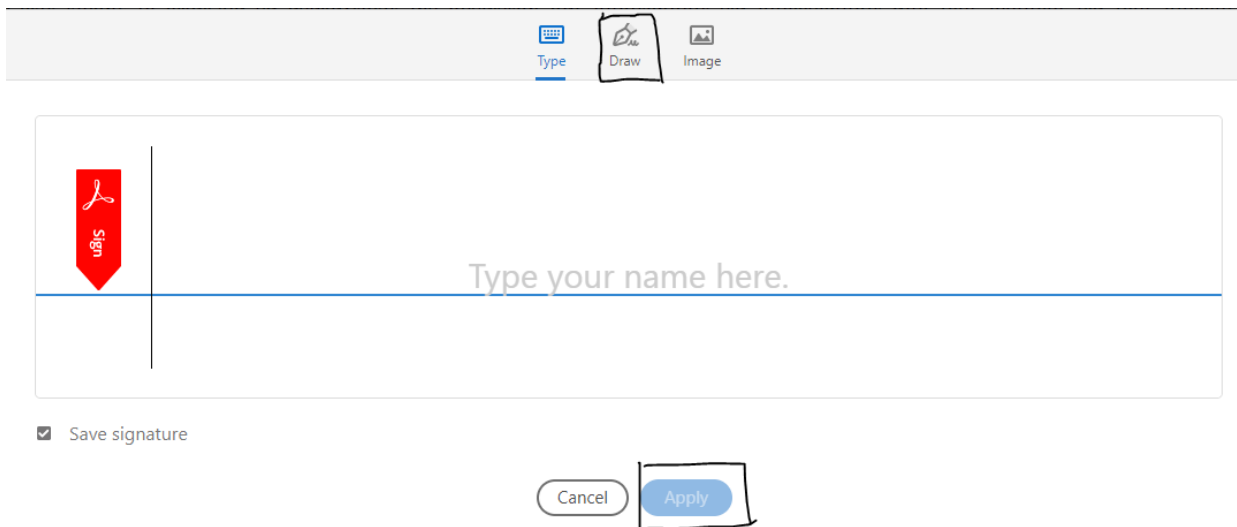 Type Draw Image
Sign
Type your name here.
Save signature
Cancel Apply